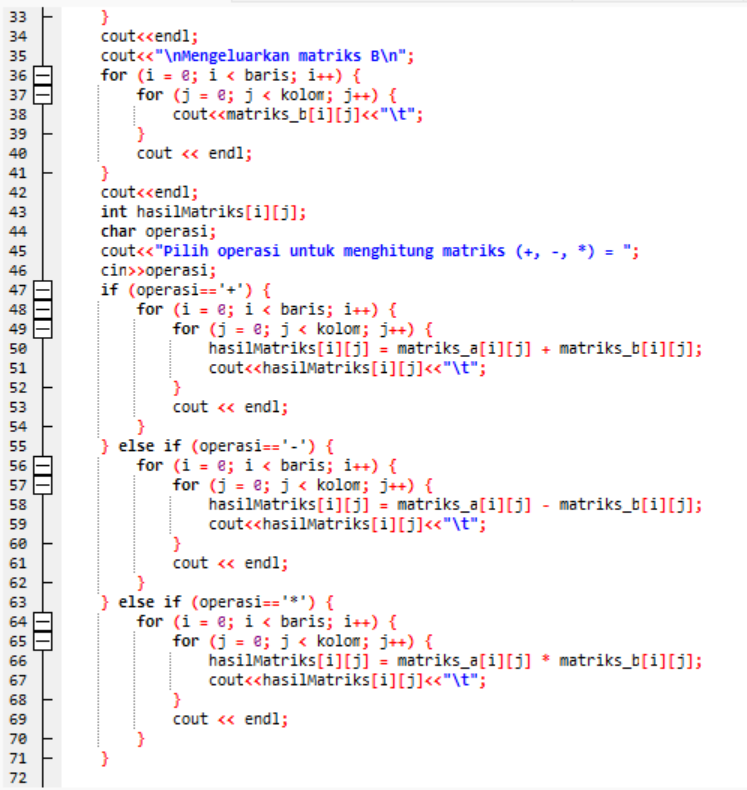 33 }
34 cout<<endl;
35 cout<<"\nMengeluarkan matriks B\n";
36 for (i = 0; i < baris; i++) {
37 for (j = 0; j < kolom; j++) {
38 cout<<matriks_b[i][j]<<"\t";
39 }
40 cout << endl;
41 }
42 cout<<endl;
43 int hasilMatriks[i][j];
44 char operasi;
45 cout<<"Pilih operasi untuk menghitung matriks (+, -, *) = ";
46 cin>>operasi;
47 if (operasi=='+') {
48 for (i = 0; i < baris; i++) {
49 for (j = 0; j < kolom; j++) {
50 hasilMatriks[i][j] = matriks_a[i][j] + matriks_b[i][j];
51 cout<<hasilMatriks[i][j]<<"\t";
52 }
53 cout << endl;
54 }
55 } else if (operasi=='-') {
56 for (i = 0; i < baris; i++) {
57 for (j = 0; j < kolom; j++) {
58 hasilMatriks[i][j] = matriks_a[i][j] - matriks_b[i][j];
59 cout<<hasilMatriks[i][j]<<"\t";
60 }
61 cout << endl;
62 }
63 } else if (operasi=='*') {
64 for (i = 0; i < baris; i++) {
65 for (j = 0; j < kolom; j++) {
66 hasilMatriks[i][j] = matriks_a[i][j] * matriks_b[i][j];
67 cout<<hasilMatriks[i][j]<<"\t";
68 }
69 cout << endl;
70 }
71 }
72